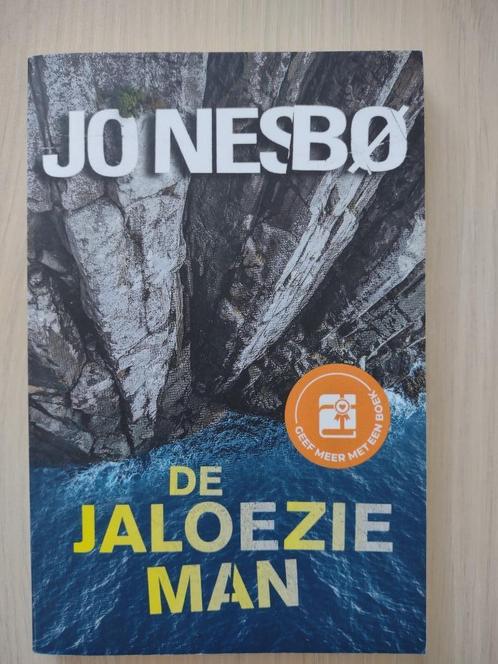 JO NESBØ
GEEF MEER MET EEN BOEK
DE
JALOEZIE
MAN